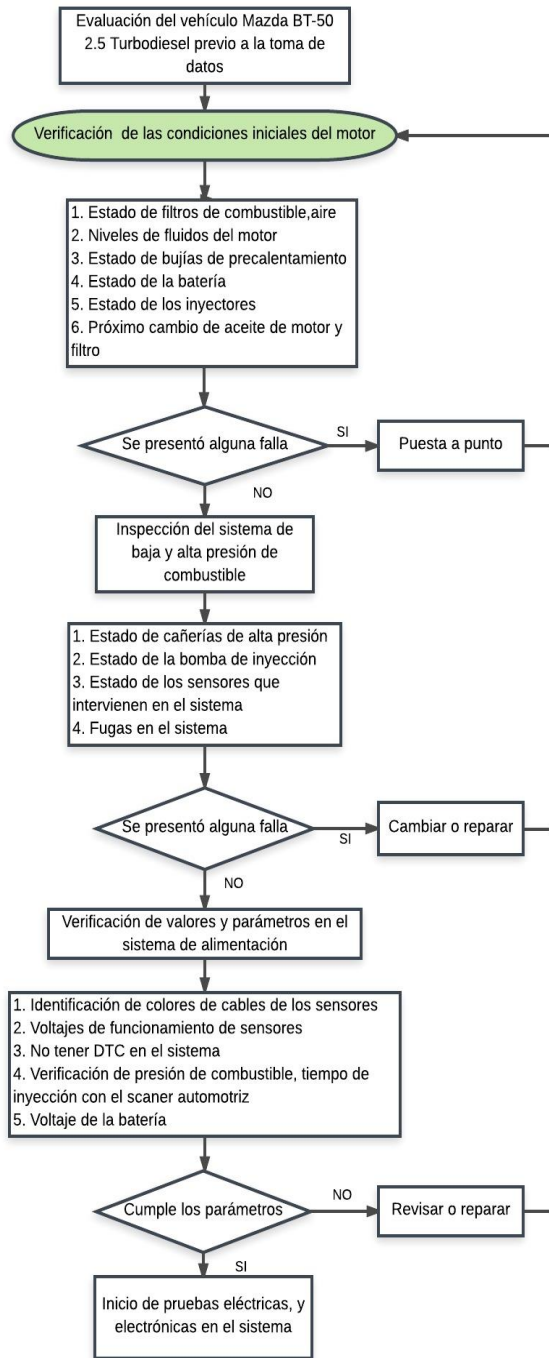 Evaluación del vehículo Mazda BT-50
2.5 Turbodiesel previo a la toma de
datos
Verificación de las condiciones iniciales del motor
1. Estado de filtros de combustible,aire
2. Niveles de fluidos del motor
3. Estado de bujías de precalentamiento
4. Estado de la batería
5. Estado de los inyectores
6. Próximo cambio de aceite de motor y
filtro
Se presentó alguna falla
SI
Puesta a punto
NO
Inspección del sistema de
baja y alta presión de
combustible
1. Estado de cañerías de alta presión
2. Estado de la bomba de inyección
3. Estado de los sensores que
intervienen en el sistema
4. Fugas en el sistema
Se presentó alguna falla
SI
Cambiar o reparar
NO
Verificación de valores y parámetros en el
sistema de alimentación
1. Identificación de colores de cables de los sensores
2. Voltajes de funcionamiento de sensores
3. No tener DTC en el sistema
4. Verificación de presión de combustible, tiempo de
inyección con el scaner automotriz
5. Voltaje de la batería
Cumple los parámetros
NO
Revisar o reparar
SI
Inicio de pruebas eléctricas, y
electrónicas en el sistema